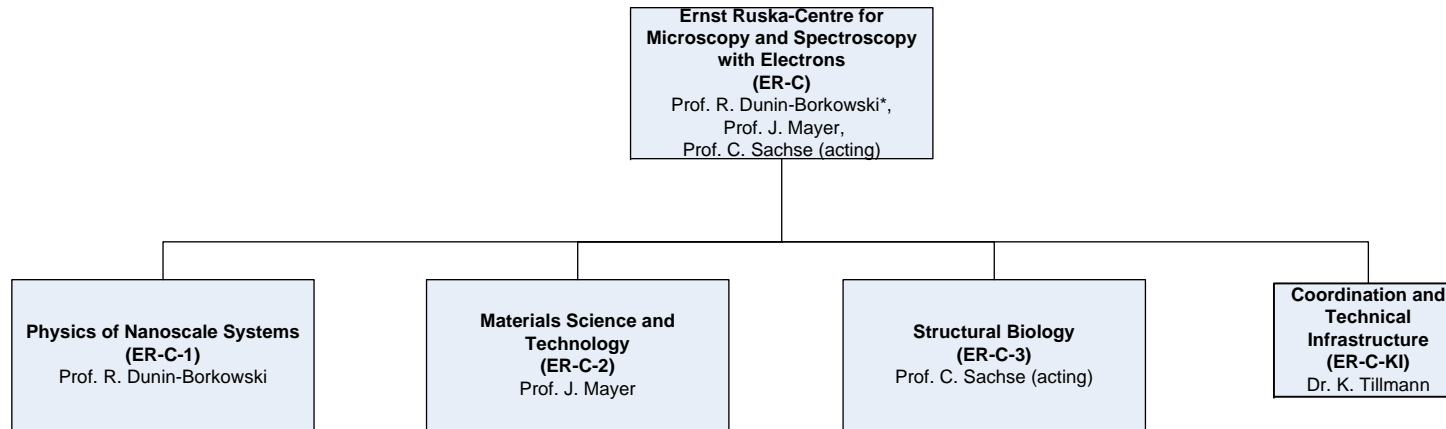 Ernst Ruska-Centre for
Microscopy and Spectroscopy
with Electrons
(ER-C)
Prof. R. Dunin-Borkowski*,
Prof. J. Mayer,
Prof. C. Sachse (acting)
Physics of Nanoscale Systems
(ER-C-1)
Prof. R. Dunin-Borkowski
Materials Science and
Technology
(ER-C-2)
Prof. J. Mayer
Structural Biology
(ER-C-3)
Prof. C. Sachse (acting)
Coordination and
Technical
Infrastructure
(ER-C-KI)
Dr. K. Tillmann